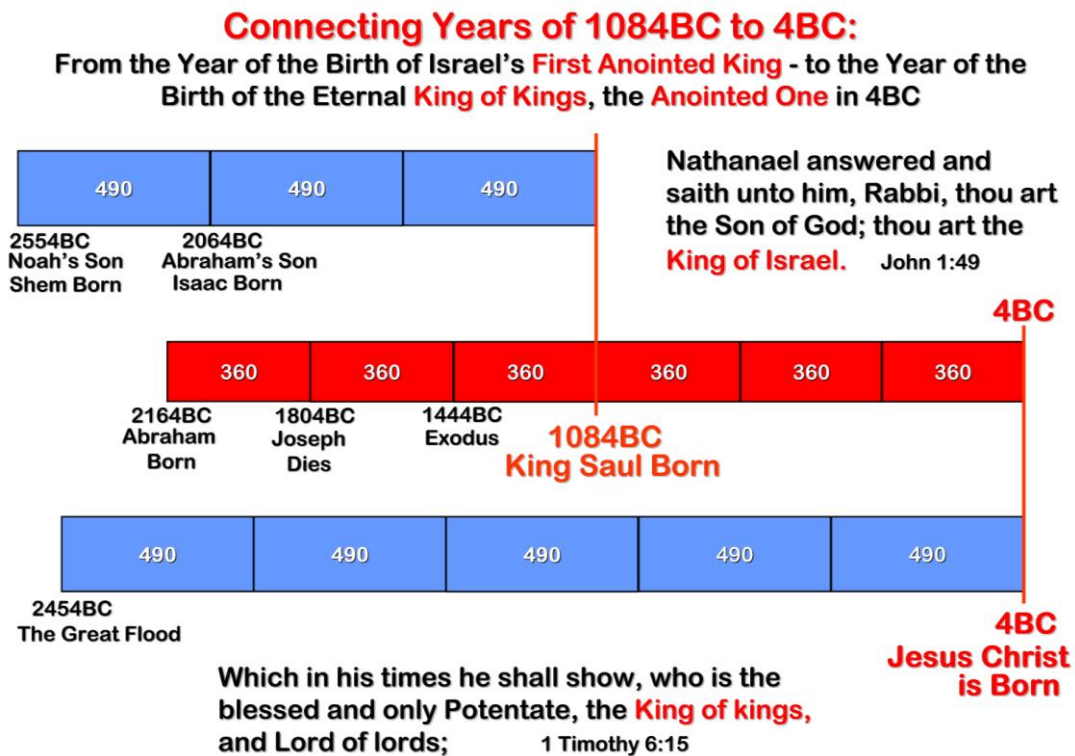 Connecting Years of 1084BC to 4BC:
From the Year of the Birth of Israel's First Anointed King - to the Year of the
Birth of the Eternal King of Kings, the Anointed One in 4BC
490 490 490
2554BC
Noah's Son
Shem Born
2064BC
Abraham's Son
Isaac Born
Nathanael answered and
saith unto him, Rabbi, thou art
the Son of God; thou art the
King of Israel. John 1:49
4BC
360 360 360 360 360 360
2164BC
Abraham
Born
1804BC
Joseph
Dies
1444BC
Exodus
1084BC
King Saul Born
490 490 490 490 490
2454BC
The Great Flood
4BC
Jesus Christ
is Born
Which in his times he shall show, who is the
blessed and only Potentate, the King of kings,
and Lord of lords; 1 Timothy 6:15